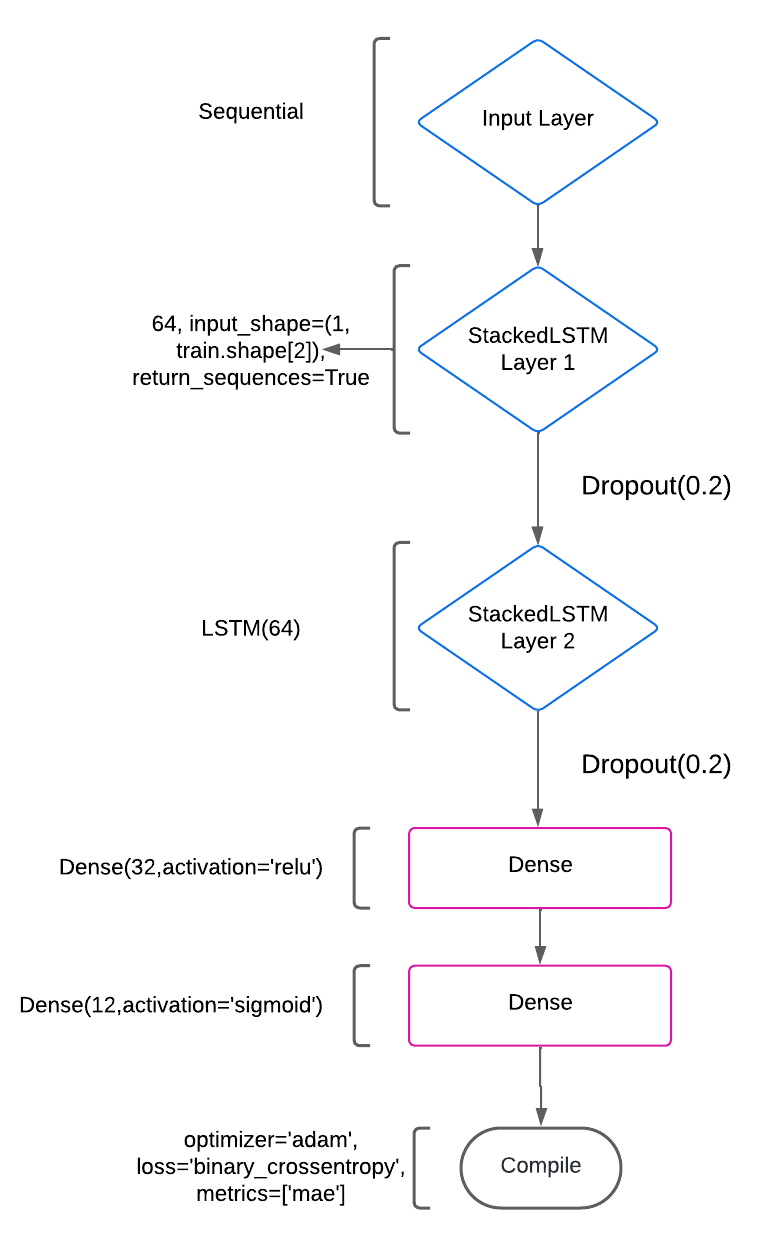 Sequential
Input Layer
64, input_shape=(1,
train.shape[2]),
return_sequences=True
StackedLSTM
Layer 1
Dropout(0.2)
LSTM(64)
StackedLSTM
Layer 2
Dropout(0.2)
Dense(32,activation='relu')
Dense
Dense(12,activation='sigmoid')
Dense
optimizer='adam',
loss='binary_crossentropy',
metrics=['mae']
Compile